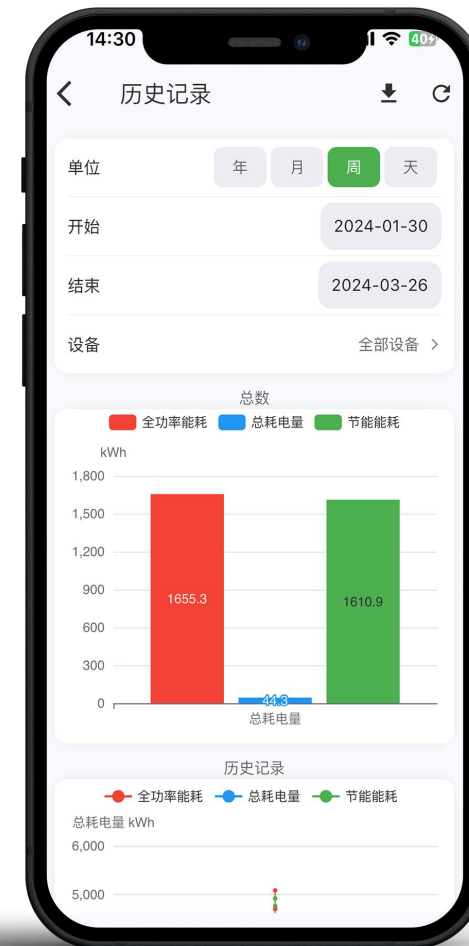 14:30
40
历史记录
单位 年 月 周 天
开始 2024-01-30
结束 2024-03-26
设备 全部设备
总数
全功率能耗 总耗电量 节能能耗
kWh
1,800
1,500
1,200
900
600
300
0
1655.3
44.3
1610.9
总耗电量
历史记录
全功率能耗 总耗电量 节能能耗
总耗电量 kWh
6,000
5,000